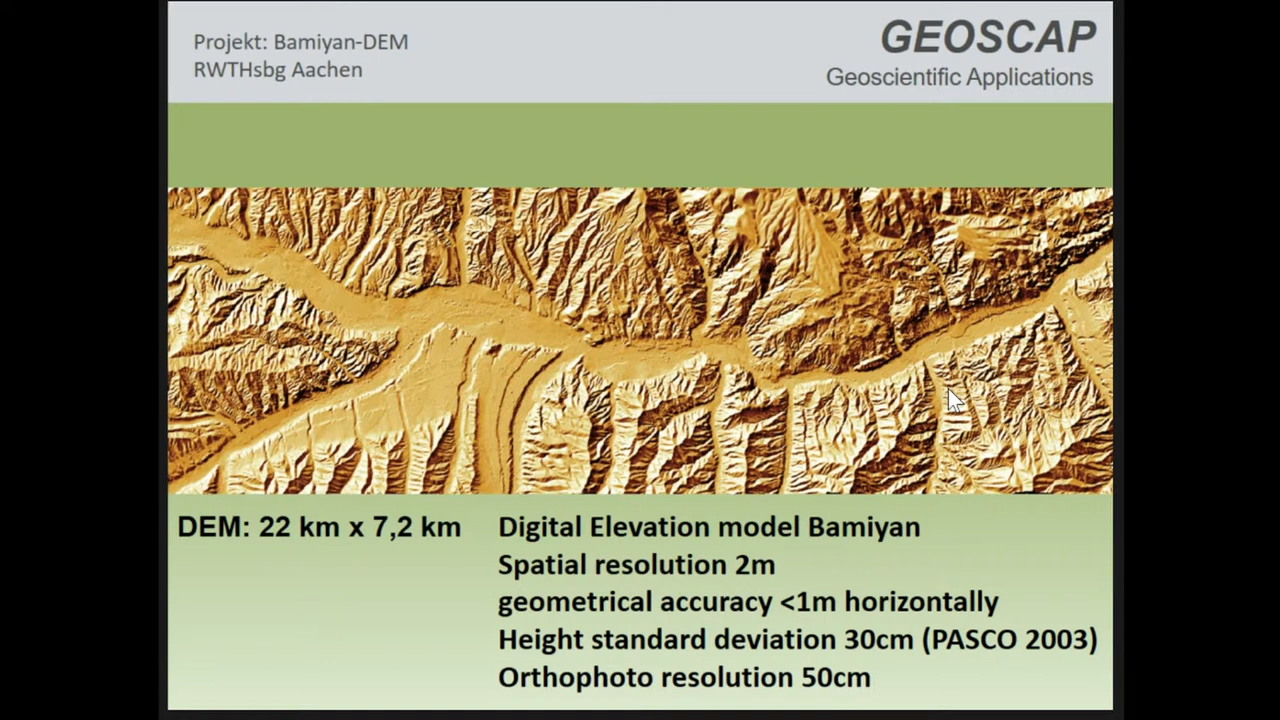 Projekt: Bamiyan-DEM
RWTHsbg Aachen
GEOSCAP
Geoscientific Applications
DEM: 22 km x 7,2 km
Digital Elevation model Bamiyan
Spatial resolution 2m
geometrical accuracy <1m horizontally
Height standard deviation 30cm (PASCO 2003)
Orthophoto resolution 50cm